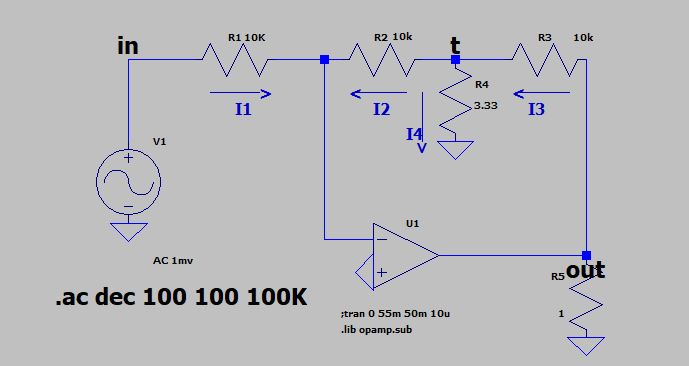 in
R1 10K
R2 10k
t
R3 10k
R4
3.33
I1
I2
I4
I3
V1
+
−
U1
−
+
AC 1mv
R5
out
1
.ac dec 100 100 100K
;tran 0 55m 50m 10u
.lib opamp.sub